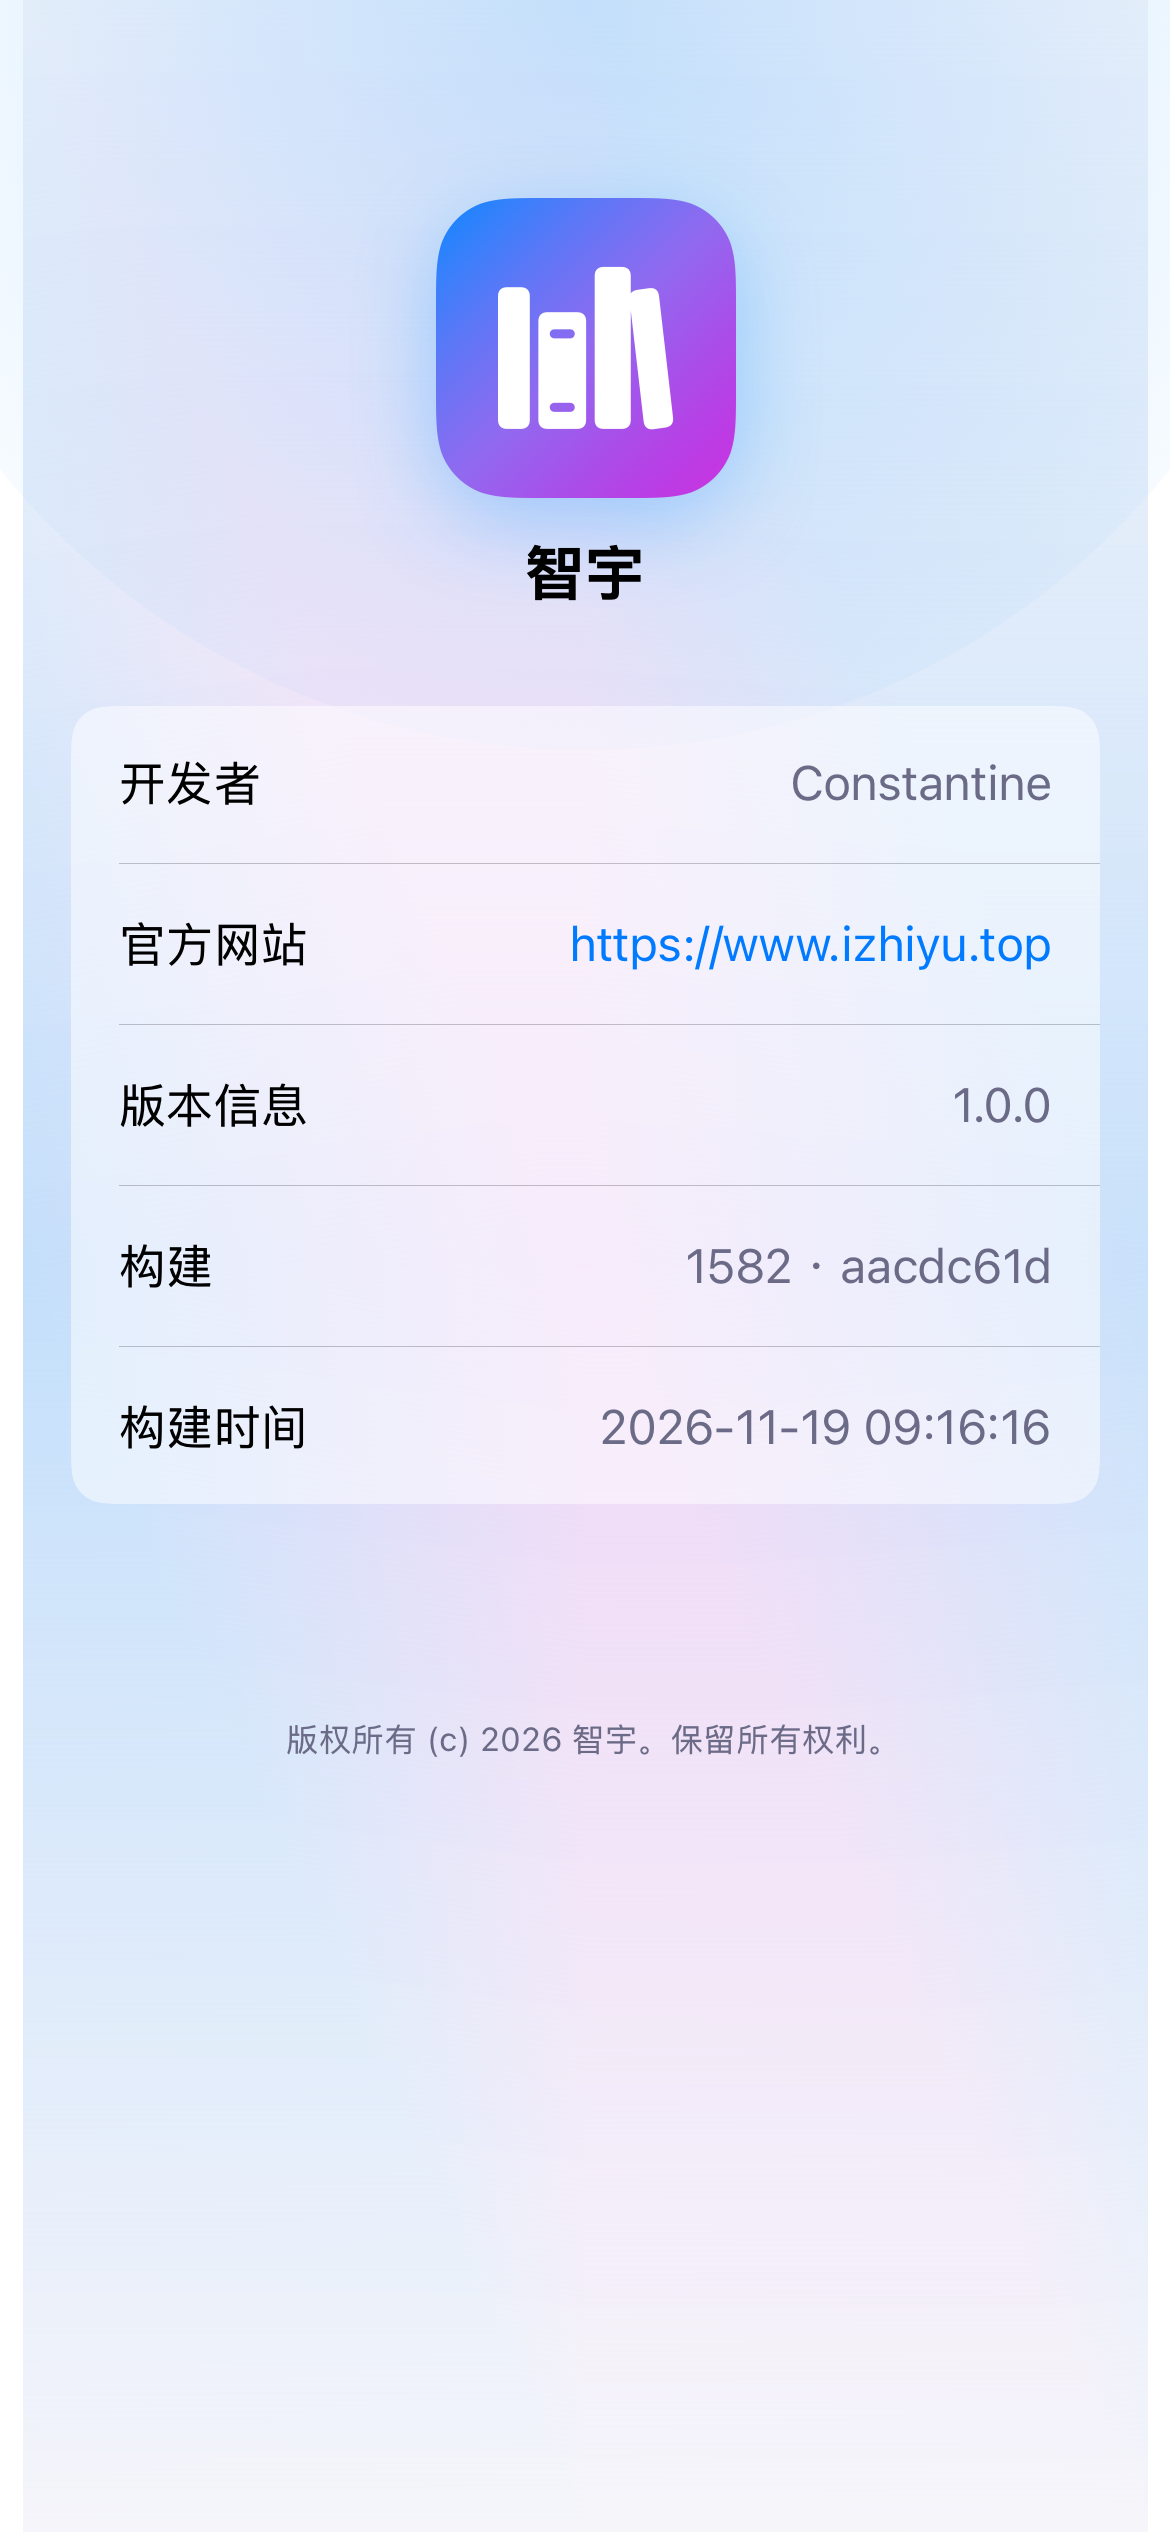 智宇
开发者 Constantine
官方网站 https://www.izhiyu.top
版本信息 1.0.0
构建 1582 · aacdc61d
构建时间 2026-11-19 09:16:16
版权所有 (c) 2026 智宇。保留所有权利。